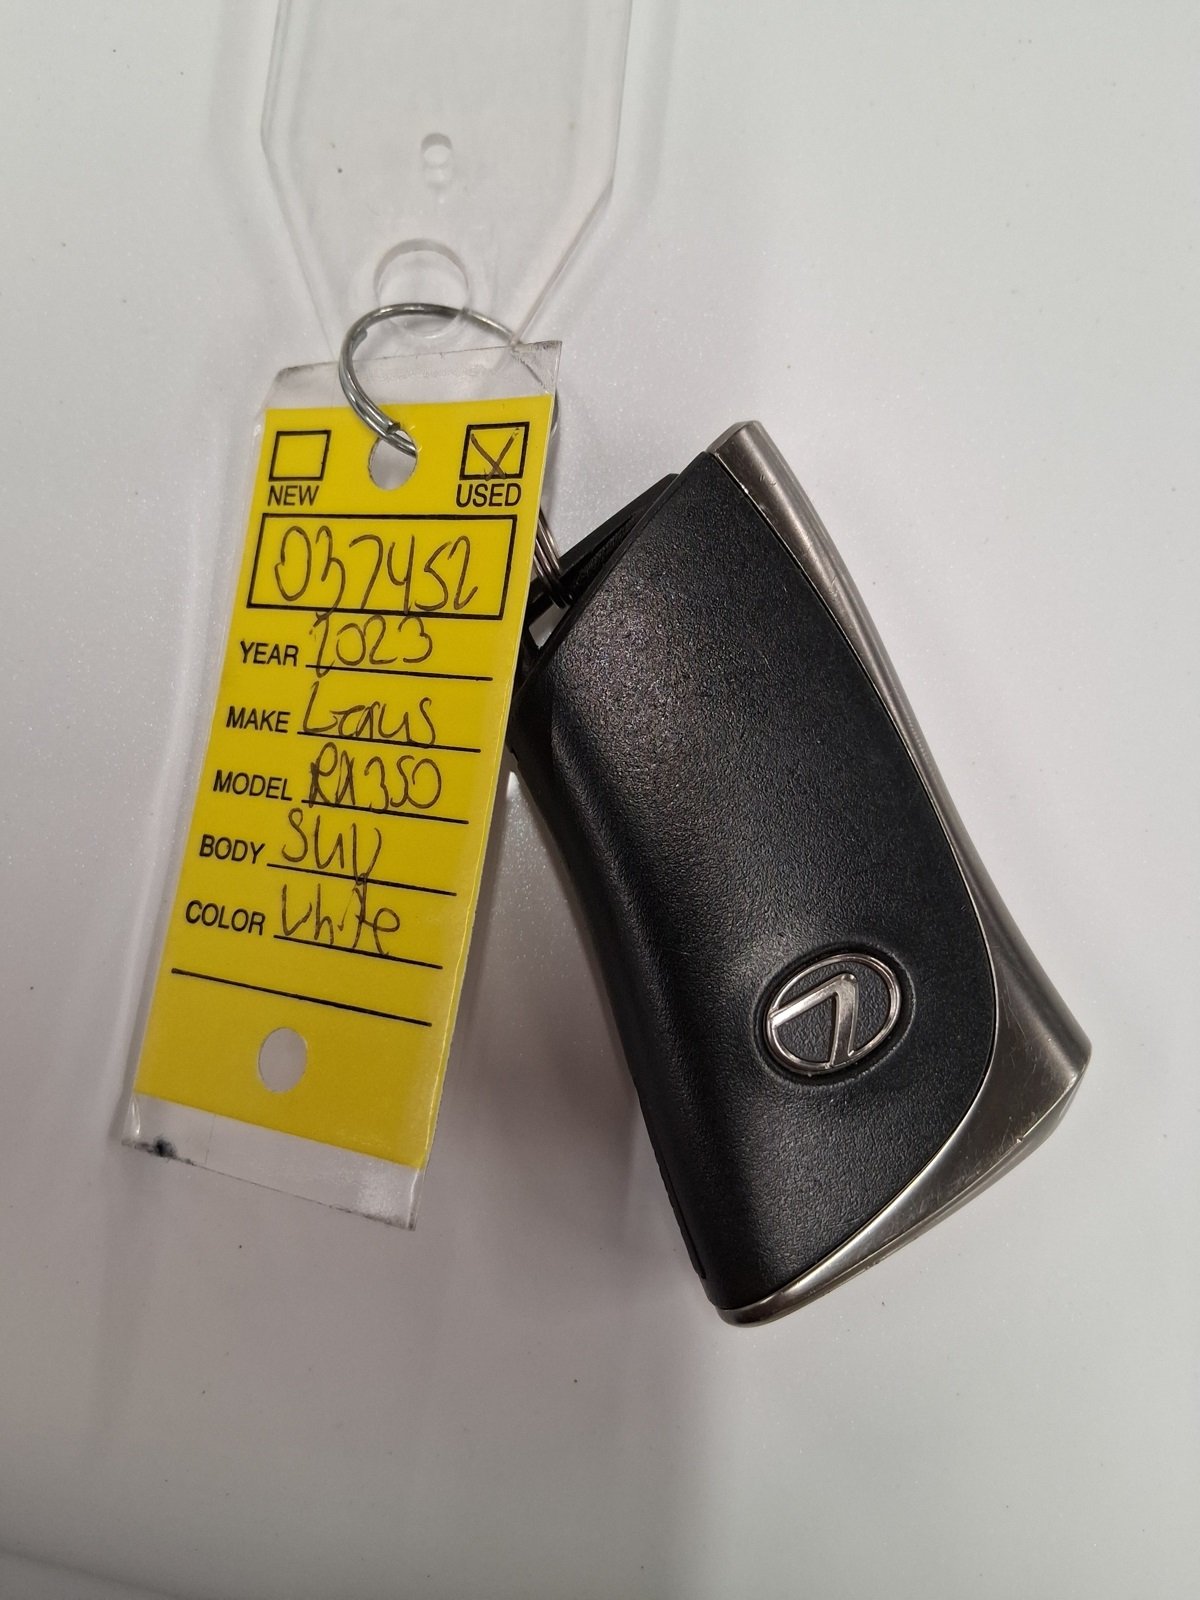 NEW USED
037452
YEAR 2023
MAKE Lexus
MODEL RX350
BODY SUV
COLOR White